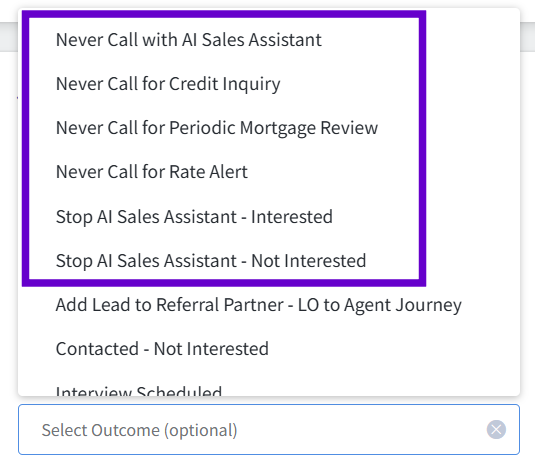 Never Call with AI Sales Assistant
Never Call for Credit Inquiry
Never Call for Periodic Mortgage Review
Never Call for Rate Alert
Stop AI Sales Assistant - Interested
Stop AI Sales Assistant - Not Interested
Add Lead to Referral Partner - LO to Agent Journey
Contacted - Not Interested
Interview Scheduled
Select Outcome (optional)